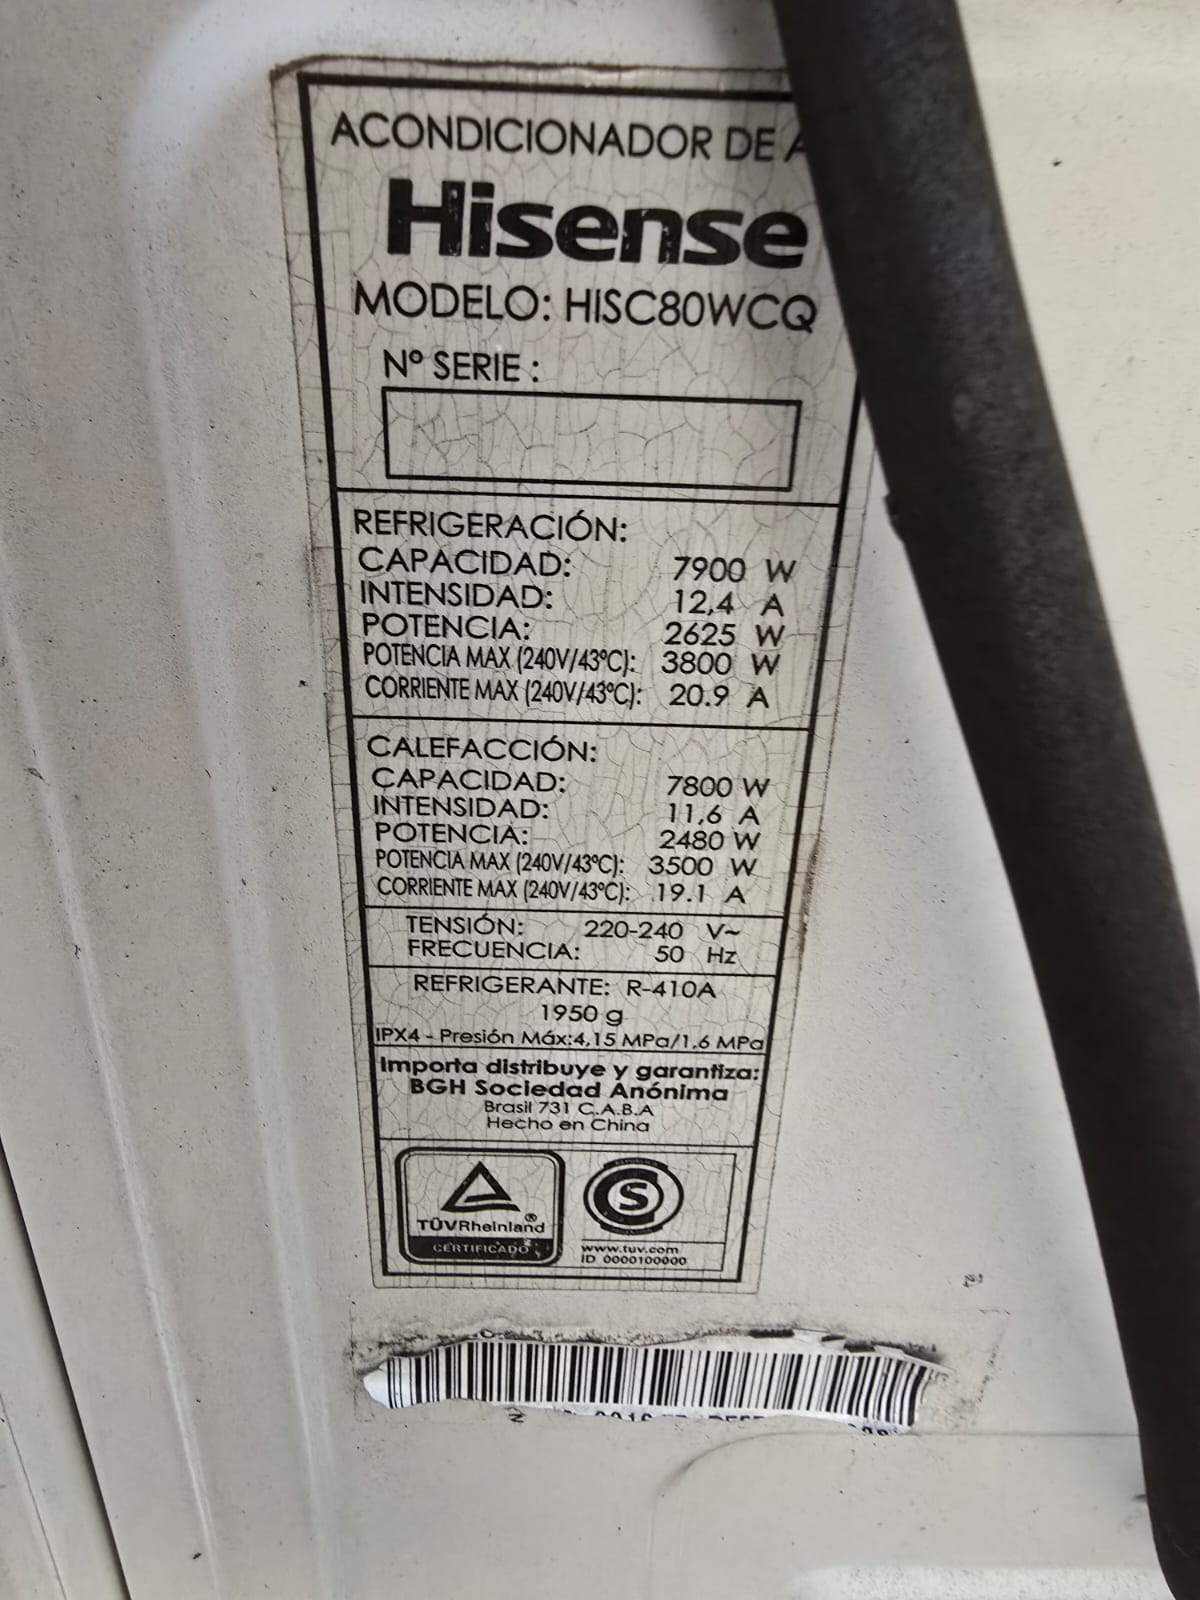 ACONDICIONADOR DE
Hisense
MODELO: HISC80WCQ
Nº SERIE :
REFRIGERACIÓN:
CAPACIDAD: 7900 W
INTENSIDAD: 12,4 A
POTENCIA: 2625 W
POTENCIA MAX (240V/43ºC): 3800 W
CORRIENTE MAX (240V/43ºC): 20.9 A
CALEFACCIÓN:
CAPACIDAD: 7800 W
INTENSIDAD: 11,6 A
POTENCIA: 2480 W
POTENCIA MAX (240V/43ºC): 3500 W
CORRIENTE MAX (240V/43ºC): 19.1 A
TENSIÓN: 220-240 V~
FRECUENCIA: 50 Hz
REFRIGERANTE: R-410A
1950 g
IPX4 - Presión Máx:4,15 MPa/1.6 MPa
Importa distribuye y garantiza:
BGH Sociedad Anónima
Brasil 731 C.A.B.A
Hecho en China
TÜVRheinland®
CERTIFICADO
S
www.tuv.com
ID 0000100000